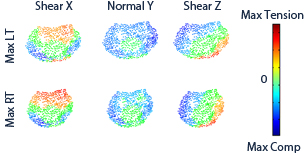 Shear X Normal Y Shear Z
Max Tension
Max LT
0
Max RT
Max Comp